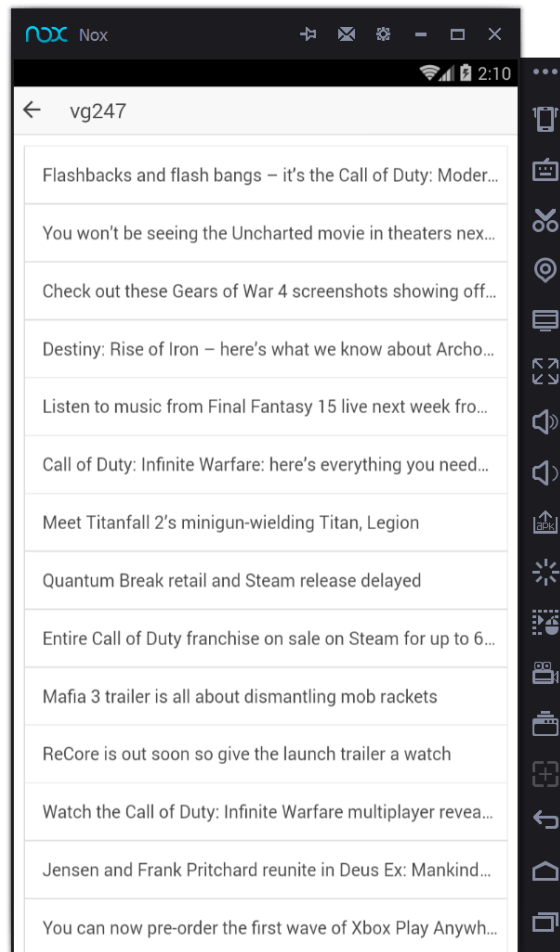 nox Nox
2:10
vg247
Flashbacks and flash bangs – it's the Call of Duty: Moder...
You won't be seeing the Uncharted movie in theaters nex...
Check out these Gears of War 4 screenshots showing off...
Destiny: Rise of Iron – here's what we know about Archo...
Listen to music from Final Fantasy 15 live next week fro...
Call of Duty: Infinite Warfare: here's everything you need...
Meet Titanfall 2's minigun-wielding Titan, Legion
Quantum Break retail and Steam release delayed
Entire Call of Duty franchise on sale on Steam for up to 6...
Mafia 3 trailer is all about dismantling mob rackets
ReCore is out soon so give the launch trailer a watch
Watch the Call of Duty: Infinite Warfare multiplayer revea...
Jensen and Frank Pritchard reunite in Deus Ex: Mankind...
You can now pre-order the first wave of Xbox Play Anywh...
apk